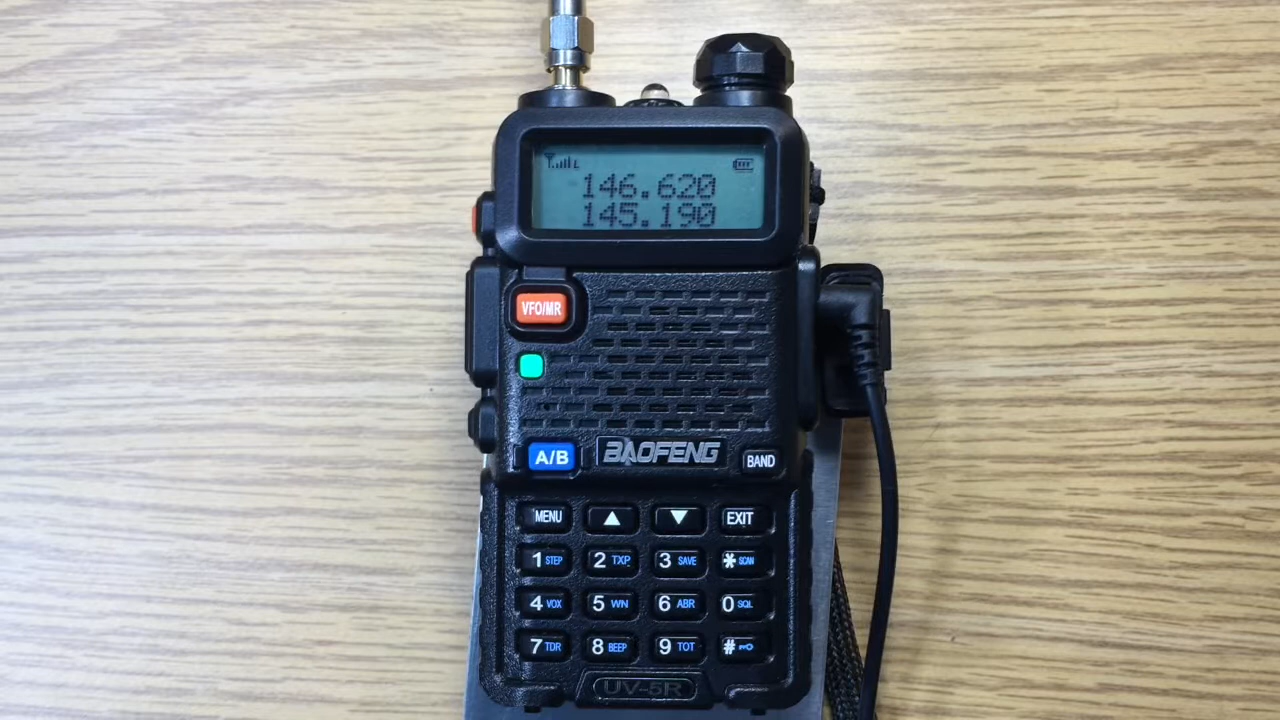 L
146.620
145.190
VFO/MR
A/B BAOFENG BAND
MENU ▲ ▼ EXIT
1 STEP 2 TXP 3 SAVE * SCAN
4 VOX 5 WN 6 ABR 0 SQL
7 TDR 8 BEEP 9 TOT #
UV-5R